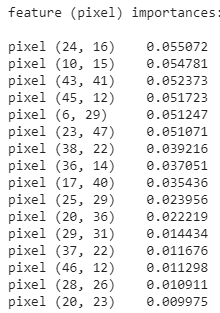 feature (pixel) importances:
pixel (24, 16) 0.055072
pixel (10, 15) 0.054781
pixel (43, 41) 0.052373
pixel (45, 12) 0.051723
pixel (6, 29) 0.051247
pixel (23, 47) 0.051071
pixel (38, 22) 0.039216
pixel (36, 14) 0.037051
pixel (17, 40) 0.035436
pixel (25, 29) 0.023956
pixel (20, 36) 0.022219
pixel (29, 31) 0.014434
pixel (37, 22) 0.011676
pixel (46, 12) 0.011298
pixel (28, 26) 0.010911
pixel (20, 23) 0.009975